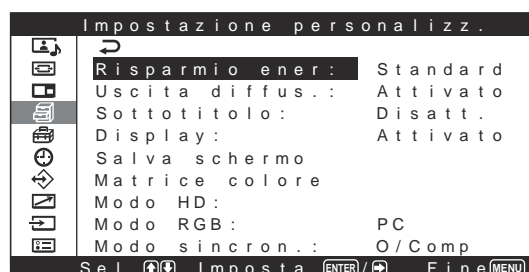 Impostazione personalizz.
Risparmio ener: Standard
Uscita diffus.: Attivato
Sottotitolo: Disatt.
Display: Attivato
Salva schermo
Matrice colore
Modo HD:
Modo RGB: PC
Modo sincron.: O/Comp
Sel. Imposta ENTER / Fine MENU